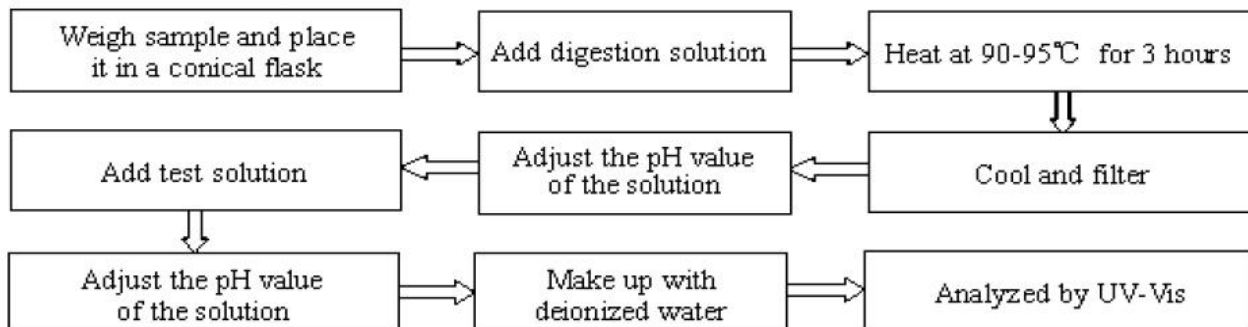 Weigh sample and place
it in a conical flask
Add digestion solution
Heat at 90-95℃ for 3 hours
Cool and filter
Adjust the pH value
of the solution
Add test solution
Adjust the pH value
of the solution
Make up with
deionized water
Analyzed by UV-Vis